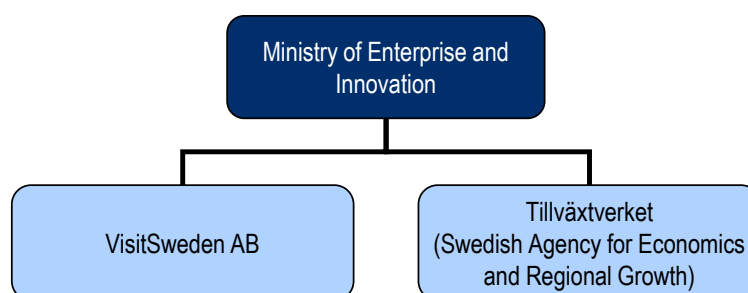 Ministry of Enterprise and
Innovation
VisitSweden AB
Tillväxtverket
(Swedish Agency for Economics
and Regional Growth)